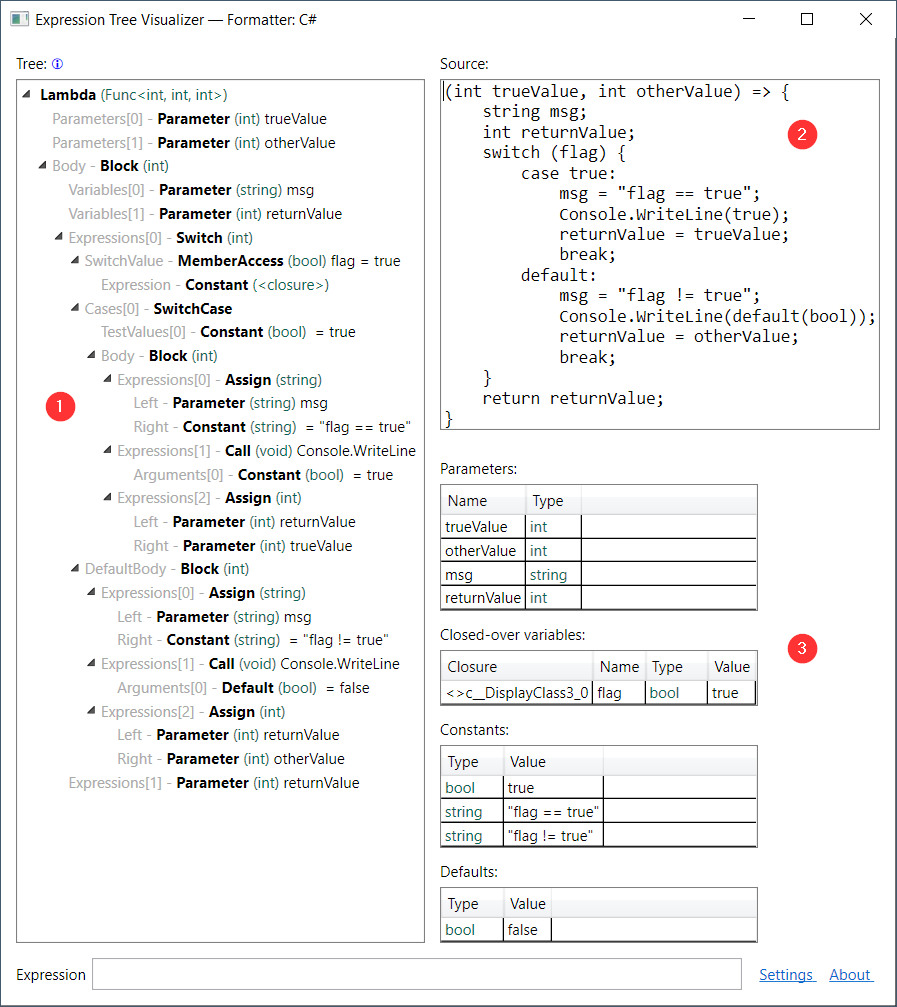 Expression Tree Visualizer — Formatter: C#
Tree:
Lambda (Func<int, int, int>)
Parameters[0] - Parameter (int) trueValue
Parameters[1] - Parameter (int) otherValue
Body - Block (int)
Variables[0] - Parameter (string) msg
Variables[1] - Parameter (int) returnValue
Expressions[0] - Switch (int)
SwitchValue - MemberAccess (bool) flag = true
Expression - Constant (<closure>)
Cases[0] - SwitchCase
TestValues[0] - Constant (bool) = true
Body - Block (int)
Expressions[0] - Assign (string)
Left - Parameter (string) msg
Right - Constant (string) = "flag == true"
Expressions[1] - Call (void) Console.WriteLine
Arguments[0] - Constant (bool) = true
Expressions[2] - Assign (int)
Left - Parameter (int) returnValue
Right - Parameter (int) trueValue
DefaultBody - Block (int)
Expressions[0] - Assign (string)
Left - Parameter (string) msg
Right - Constant (string) = "flag != true"
Expressions[1] - Call (void) Console.WriteLine
Arguments[0] - Default (bool) = false
Expressions[2] - Assign (int)
Left - Parameter (int) returnValue
Right - Parameter (int) otherValue
Expressions[1] - Parameter (int) returnValue
1
Source:
(int trueValue, int otherValue) => {
string msg;
int returnValue;
switch (flag) {
case true:
msg = "flag == true";
Console.WriteLine(true);
returnValue = trueValue;
break;
default:
msg = "flag != true";
Console.WriteLine(default(bool));
returnValue = otherValue;
break;
}
return returnValue;
}
2
Parameters:
Name Type
trueValue int
otherValue int
msg string
returnValue int
Closed-over variables:
3
Closure Name Type Value
<>c__DisplayClass3_0 flag bool true
Constants:
Type Value
bool true
string "flag == true"
string "flag != true"
Defaults:
Type Value
bool false
Expression
Settings About